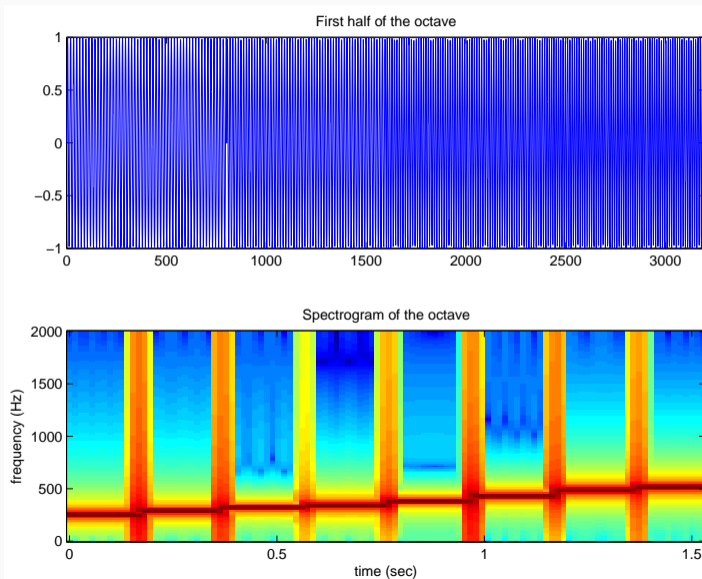 First half of the octave
1
0.5
0
−0.5
−1
0 500 1000 1500 2000 2500 3000
Spectrogram of the octave
2000
1500
1000
500
0
frequency (Hz)
0 0.5 1 1.5
time (sec)